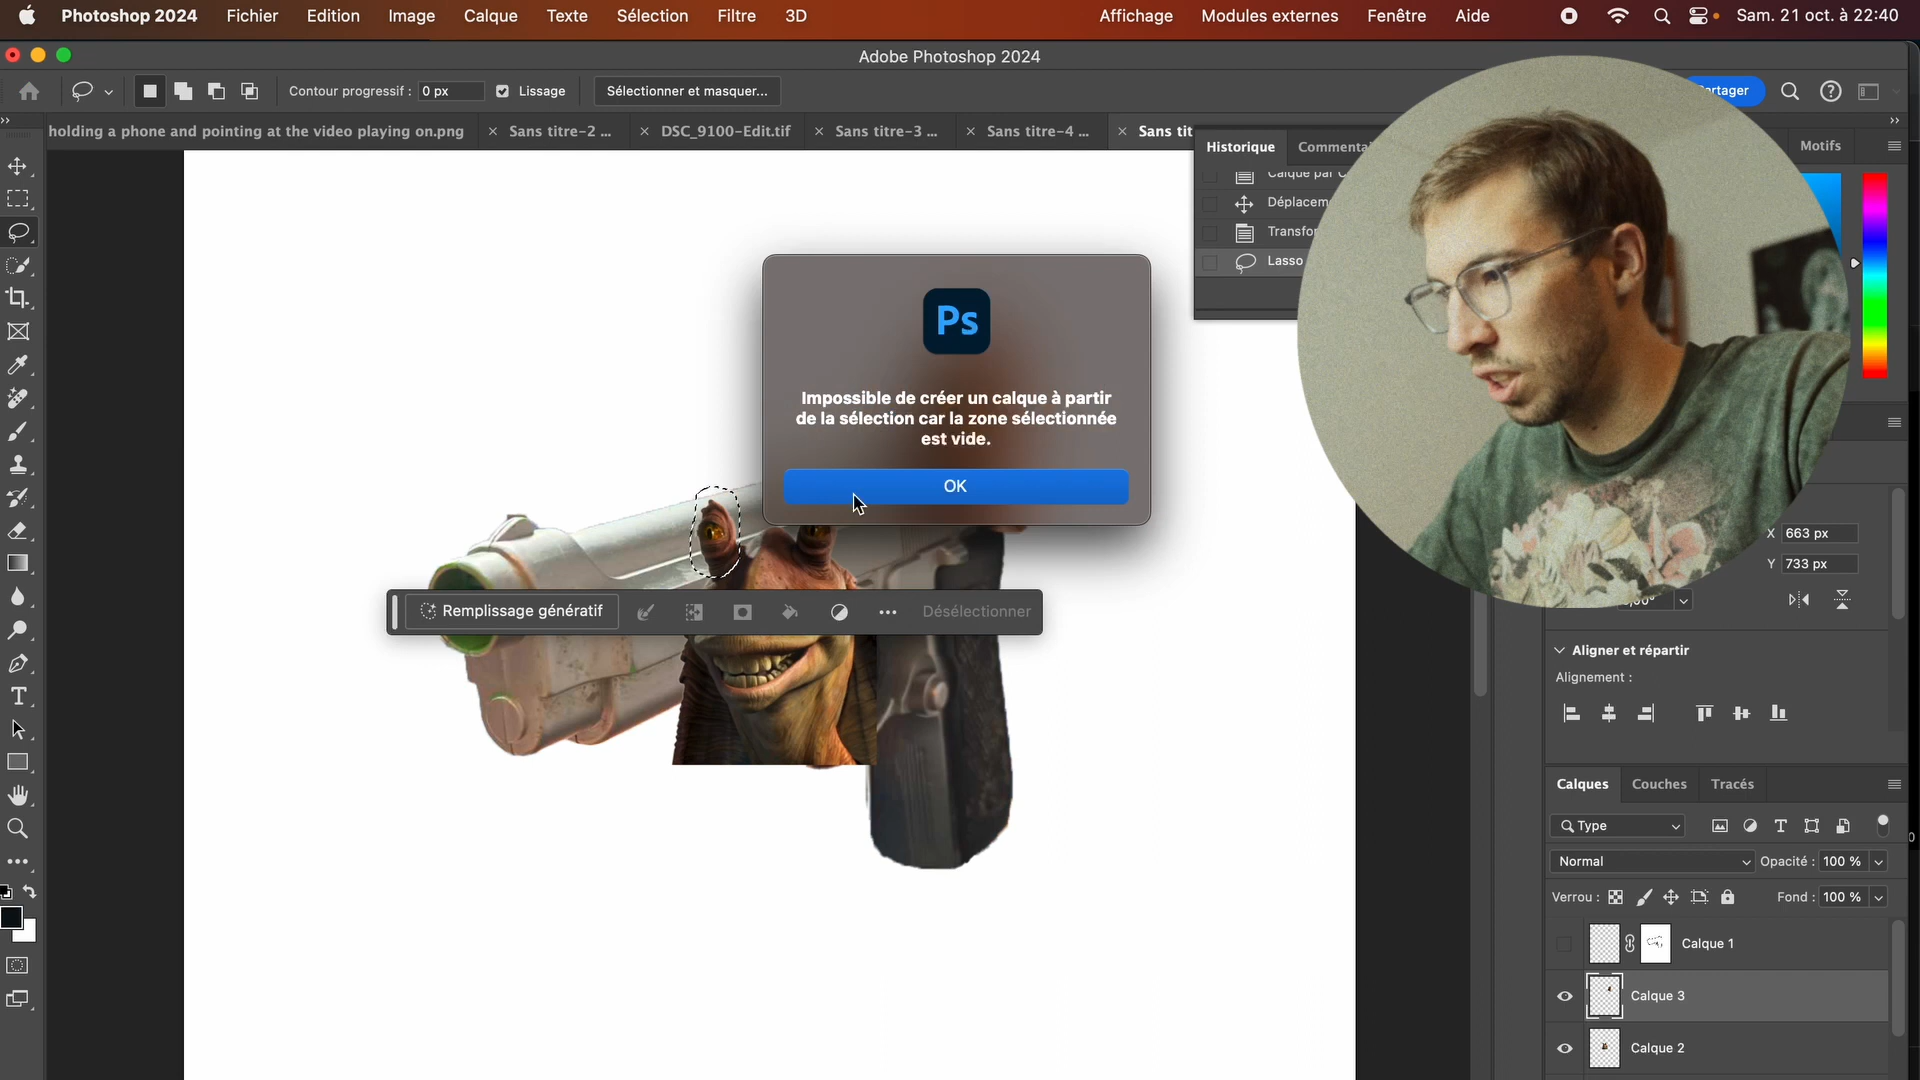 Photoshop 2024 Fichier Edition Image Calque Texte Sélection Filtre 3D Affichage Modules externes Fenêtre Aide Sam. 21 oct. à 22:40
Adobe Photoshop 2024
Contour progressif : 0 px Lissage Sélectionner et masquer...
holding a phone and pointing at the video playing on.png × Sans titre-2 ... × DSC_9100-Edit.tif × Sans titre-3 ... × Sans titre-4 ... × Sans tit
Historique Commenta
Motifs
Déplacem
Transfor
Lasso
Ps
Impossible de créer un calque à partir
de la sélection car la zone sélectionnée
est vide.
OK
X 663 px
Y 733 px
Remplissage génératif ... Désélectionner
Aligner et répartir
Alignement :
Calques Couches Tracés
Type
Normal Opacité : 100 %
Verrou : Fond : 100 %
Calque 1
Calque 3
Calque 2